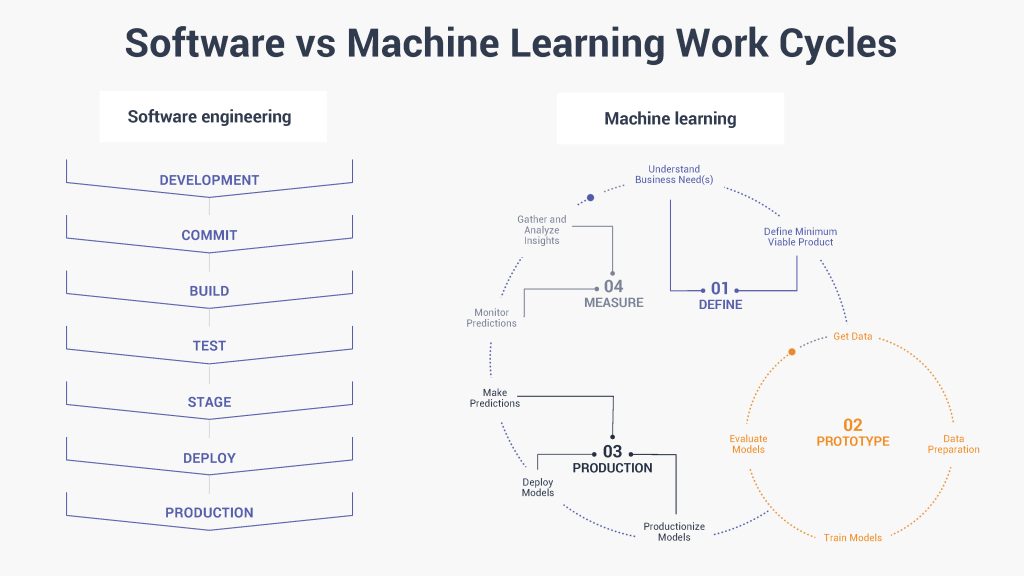 Software vs Machine Learning Work Cycles
Software engineering
DEVELOPMENT
COMMIT
BUILD
TEST
STAGE
DEPLOY
PRODUCTION
Machine learning
Understand
Business Need(s)
Define Minimum
Viable Product
01
DEFINE
Get Data
Data
Preparation
Train Models
Evaluate
Models
02
PROTOTYPE
Productionize
Models
Deploy
Models
Make
Predictions
03
PRODUCTION
Monitor
Predictions
Gather and
Analyze
Insights
04
MEASURE